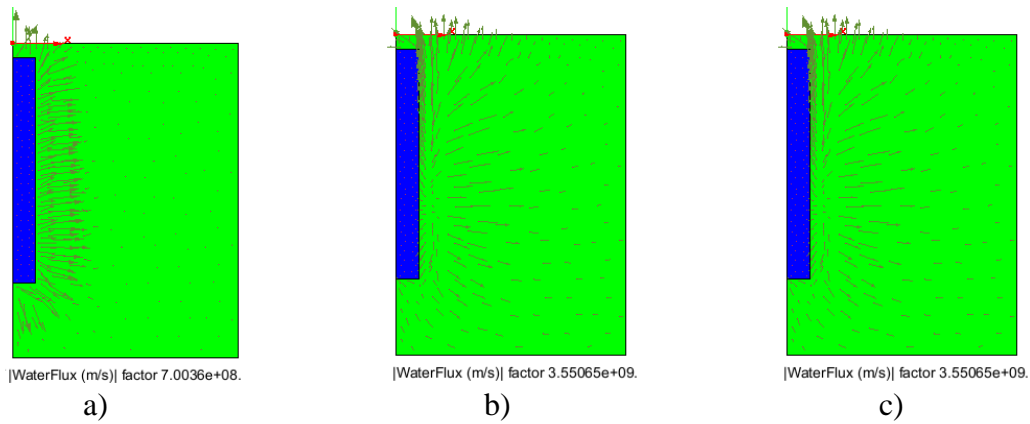 x
x
x
|WaterFlux (m/s)| factor 7.0036e+08.
|WaterFlux (m/s)| factor 3.55065e+09.
|WaterFlux (m/s)| factor 3.55065e+09.
a)
b)
c)